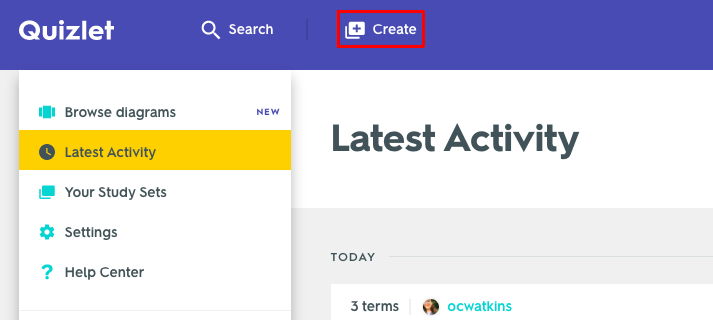 Quizlet Search Create
Browse diagrams NEW
Latest Activity
Your Study Sets
Settings
Help Center
Latest Activity
TODAY
3 terms ocwatkins